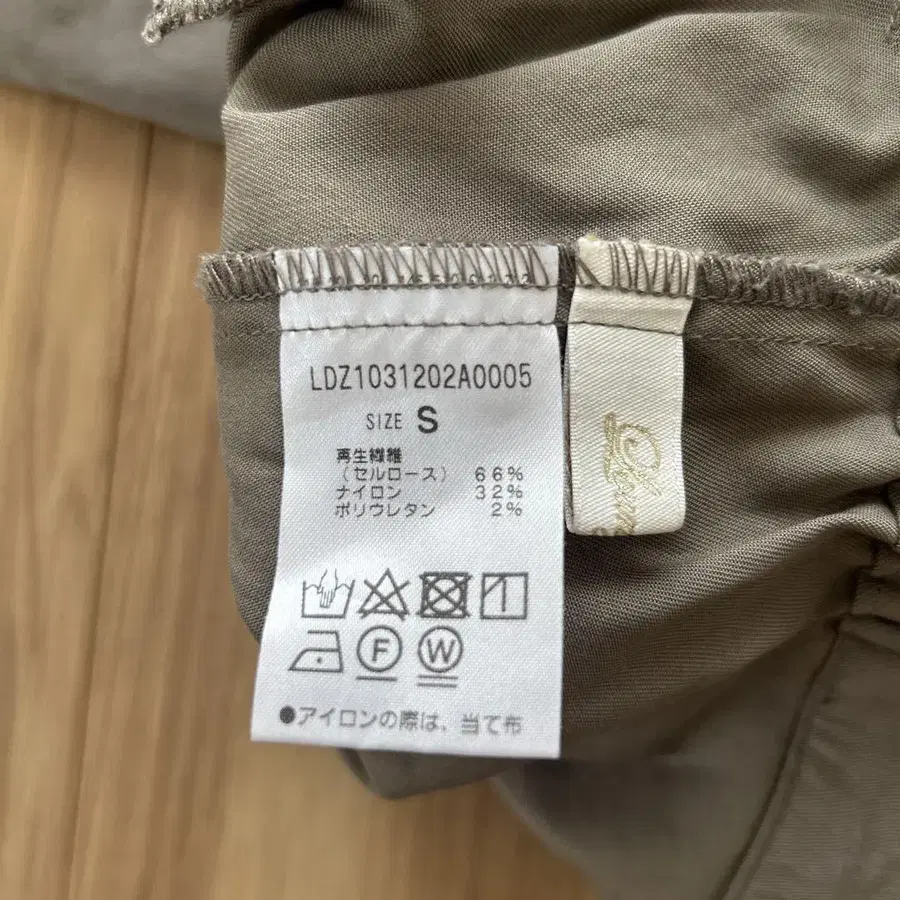 LDZ1031202A0005
SIZE S
再生繊維
（セルロース） 66%
ナイロン 32%
ポリウレタン 2%
F W
●アイロンの際は、当て布